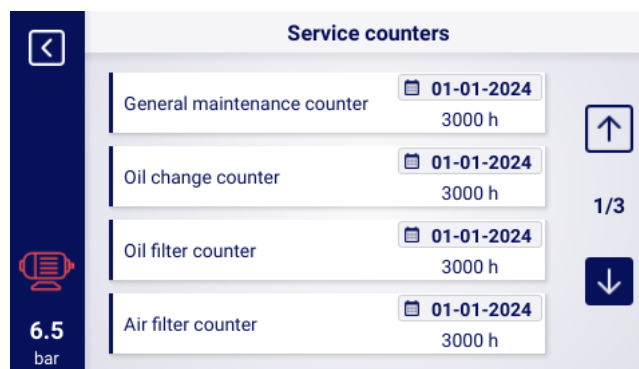 Service counters
General maintenance counter
01-01-2024
3000 h
Oil change counter
01-01-2024
3000 h
Oil filter counter
01-01-2024
3000 h
Air filter counter
01-01-2024
3000 h
1/3
6.5
bar